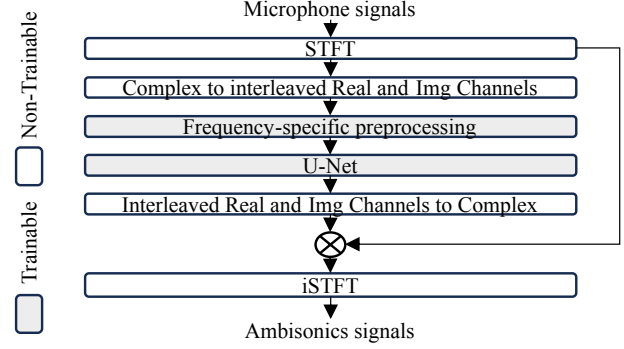 Microphone signals
STFT
Complex to interleaved Real and Img Channels
Frequency-specific preprocessing
U-Net
Interleaved Real and Img Channels to Complex
iSTFT
Ambisonics signals
Non-Trainable
Trainable